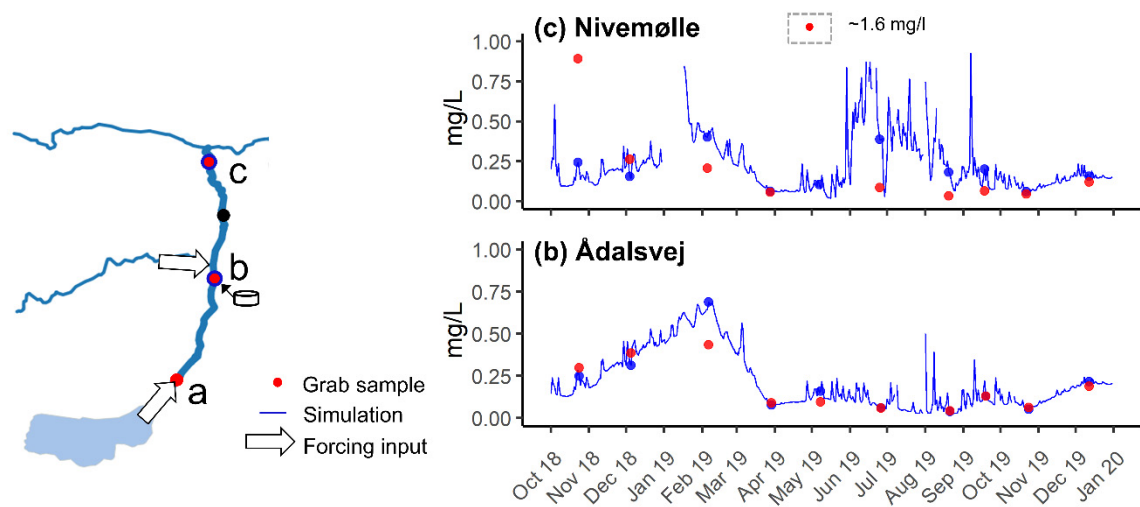 c
b
a
Grab sample
Simulation
Forcing input
(c) Nivemølle
~1.6 mg/l
mg/L
1.00
0.75
0.50
0.25
0.00
(b) Ådalsvej
mg/L
1.00
0.75
0.50
0.25
0.00
Oct 18
Nov 18
Dec 18
Jan 19
Feb 19
Mar 19
Apr 19
May 19
Jun 19
Jul 19
Aug 19
Sep 19
Oct 19
Nov 19
Dec 19
Jan 20